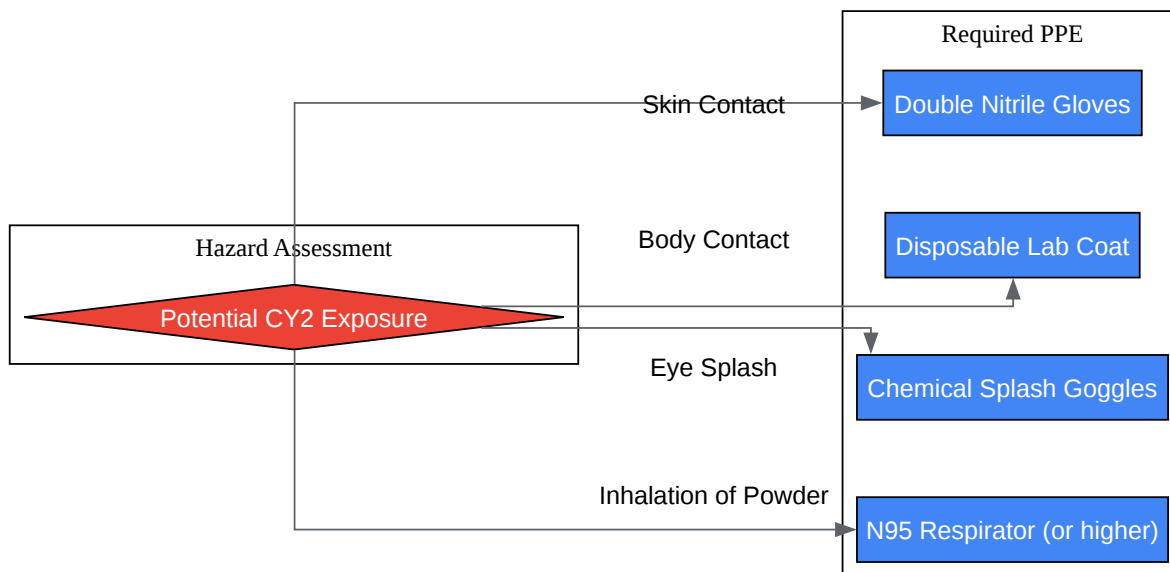 Required PPE
Skin Contact
Double Nitrile Gloves
Hazard Assessment
Body Contact
Disposable Lab Coat
Potential CY2 Exposure
Eye Splash
Chemical Splash Goggles
Inhalation of Powder
N95 Respirator (or higher)